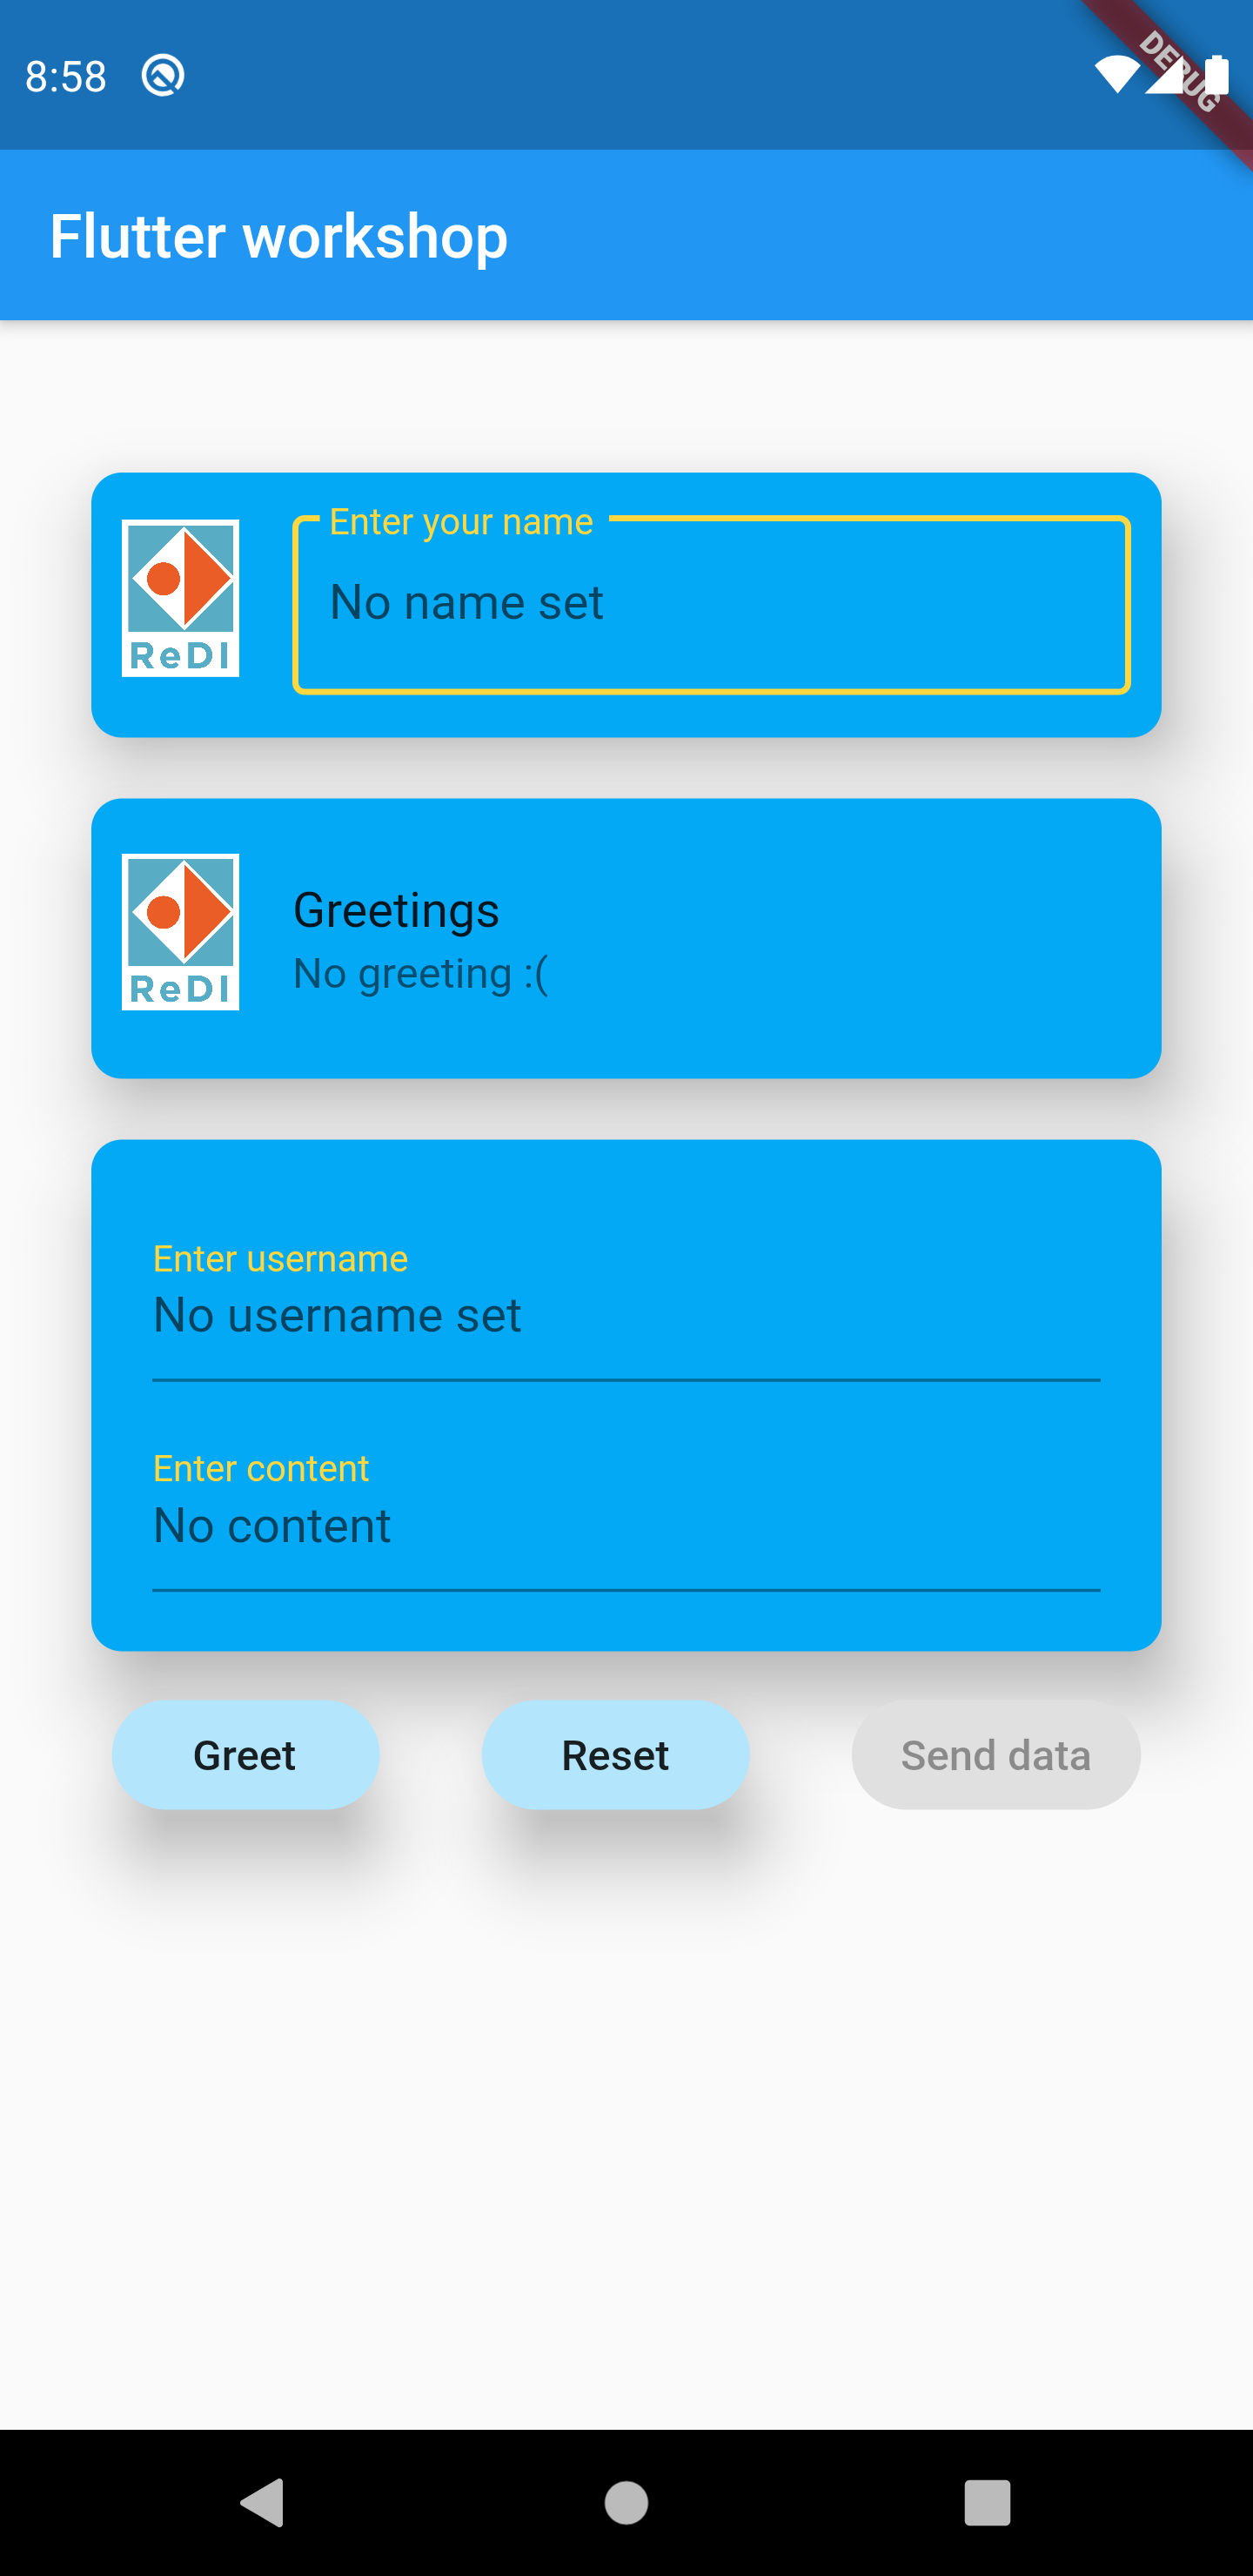 8:58
DEBUG
Flutter workshop
Enter your name
No name set
ReDI
Greetings
No greeting :(
ReDI
Enter username
No username set
Enter content
No content
Greet Reset Send data